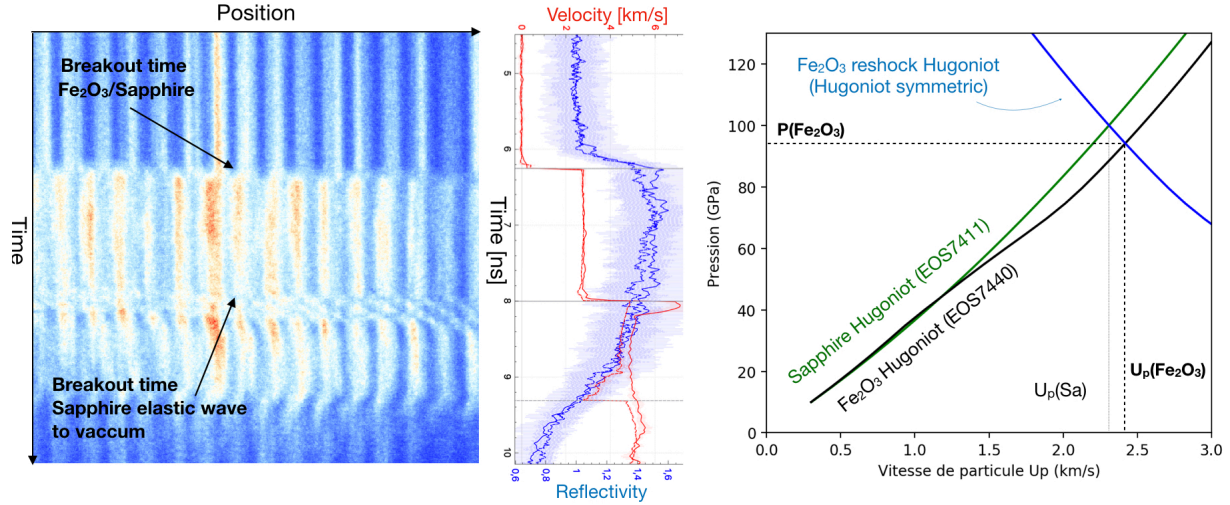 Position
Time
Breakout time
Fe₂O₃/Sapphire
Breakout time
Sapphire elastic wave
to vaccum
Velocity [km/s]
0 2 4 6
Time [ns]
5
6
7
8
9
10
0,6 0,8 1 1,2 1,4 1,6
Reflectivity
Fe₂O₃ reshock Hugoniot
(Hugoniot symmetric)
P(Fe₂O₃)
Sapphire Hugoniot (EOS7411)
Fe₂O₃ Hugoniot (EOS7440)
Uₚ(Sa)
Uₚ(Fe₂O₃)
Pression (GPa)
120
100
80
60
40
20
0
0.0 0.5 1.0 1.5 2.0 2.5 3.0
Vitesse de particule Up (km/s)